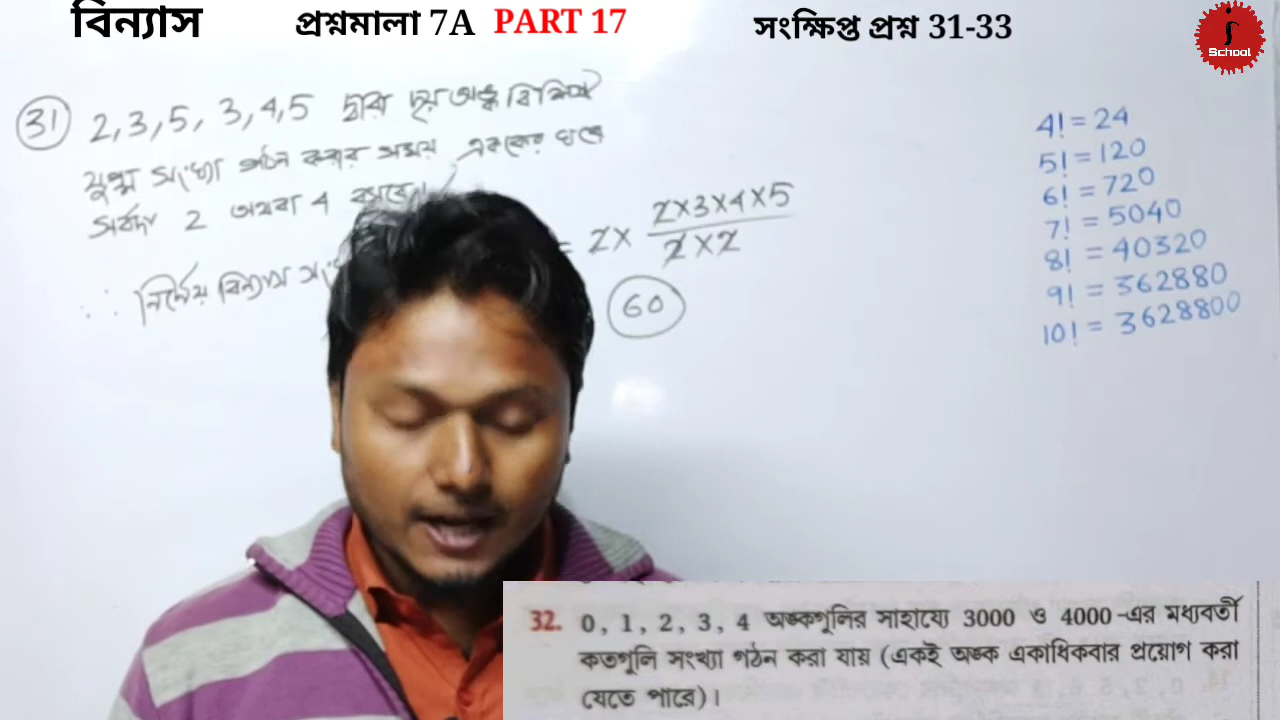 বিন্যাস প্রশ্নমালা 7A PART 17 সংক্ষিপ্ত প্রশ্ন 31-33
School
31 2, 3, 5, 3, 4, 5 দ্বারা ছয় অঙ্ক বিশিষ্ট
যুগ্ম সংখ্যা গঠন করার সময় এককের ঘরে
সর্বদা 2 অথবা 4 বসবে।
∴ নির্ণেয় বিন্যাস = 2 × 2×3×4×5 / 2×2
60
4! = 24
5! = 120
6! = 720
7! = 5040
8! = 40320
9! = 362880
10! = 3628800
32. 0, 1, 2, 3, 4 অঙ্কগুলির সাহায্যে 3000 ও 4000 -এর মধ্যবর্তী
কতগুলি সংখ্যা গঠন করা যায় (একই অঙ্ক একাধিকবার প্রয়োগ করা
যেতে পারে)।